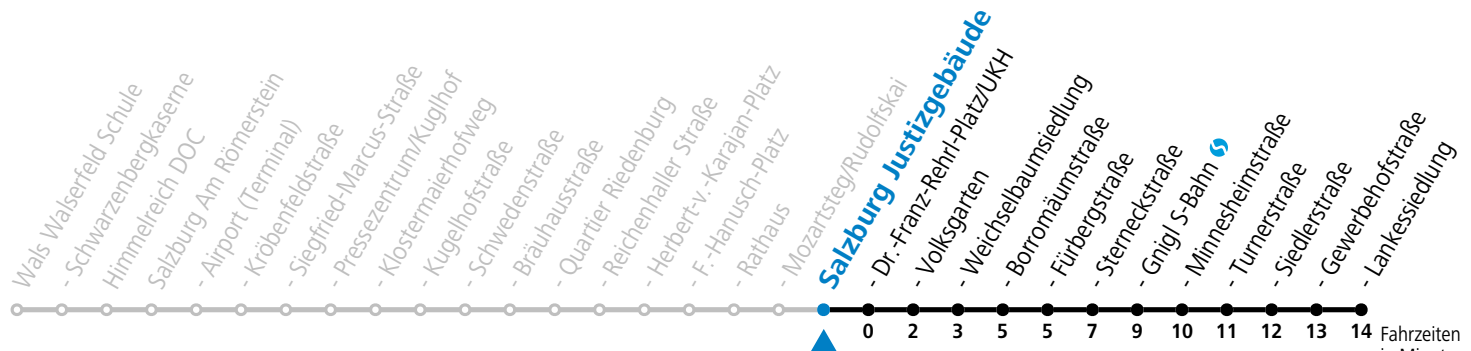 Wals Walserfeld Schule
- Schwarzenbergkaserne
Himmelreich DOC
Salzburg Am Römerstein
- Airport (Terminal)
- Kröbenfeldstraße
- Siegfried-Marcus-Straße
- Pressezentrum/Kuglhof
- Klostermaierhofweg
- Kugelhofstraße
- Schwedenstraße
- Bräuhausstraße
- Quartier Riedenburg
- Reichenhaller Straße
- Herbert-v.-Karajan-Platz
- F.-Hanusch-Platz
- Rathaus
- Mozartsteg/Rudolfskai
Salzburg Justizgebäude
- Dr.-Franz-Rehrl-Platz/UKH
- Volksgarten
- Weichselbaumsiedlung
- Borromäumstraße
- Fürbergstraße
- Sterneckstraße
- Gnigl S-Bahn
- Minnesheimstraße
- Turnerstraße
- Siedlerstraße
- Gewerbehofstraße
- Lankessiedlung
0 2 3 5 5 7 9 10 11 12 13 14 Fahrzeiten